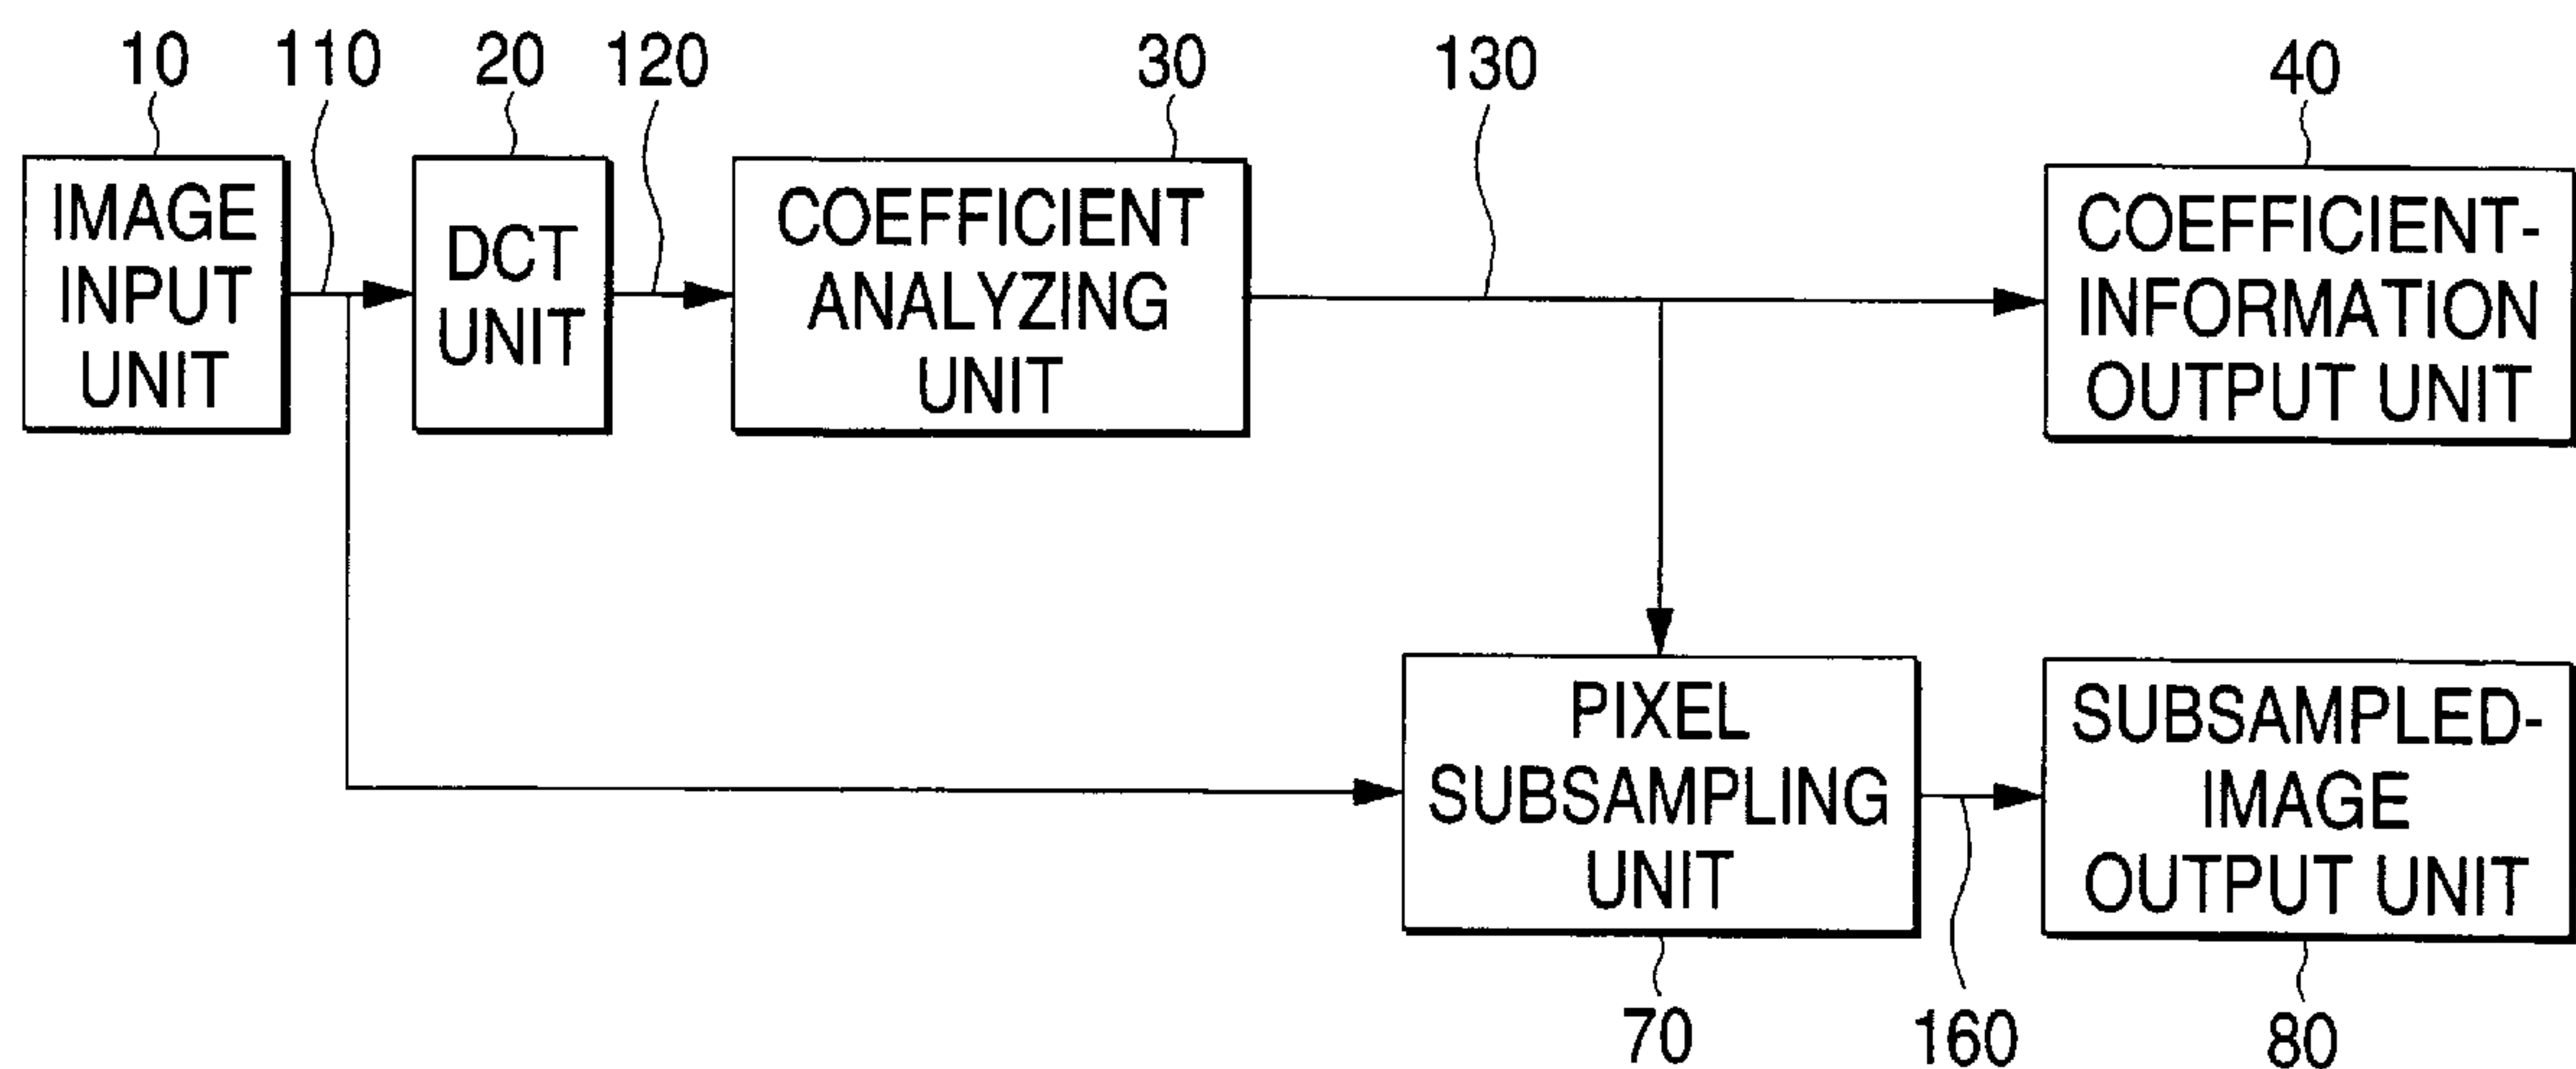 10 110 20 120 30 130 40
IMAGE
INPUT
UNIT
DCT
UNIT
COEFFICIENT
ANALYZING
UNIT
COEFFICIENT-
INFORMATION
OUTPUT UNIT
PIXEL
SUBSAMPLING
UNIT
SUBSAMPLED-
IMAGE
OUTPUT UNIT
70 160 80